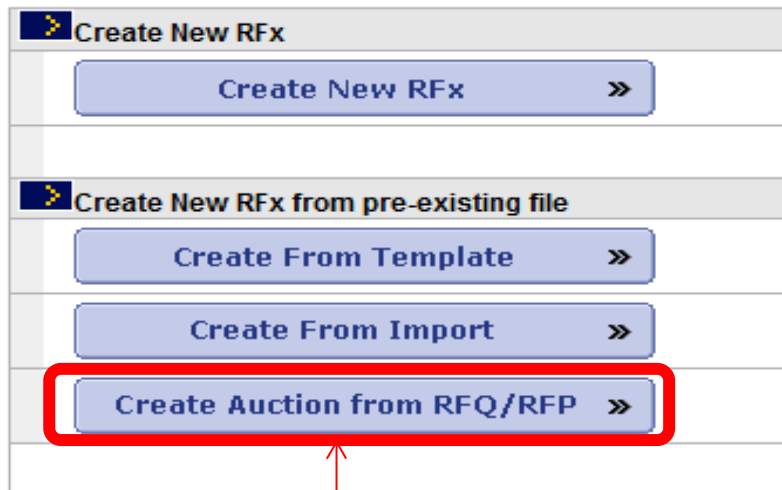 Create New RFx
Create New RFx »
Create New RFx from pre-existing file
Create From Template »
Create From Import »
Create Auction from RFQ/RFP »